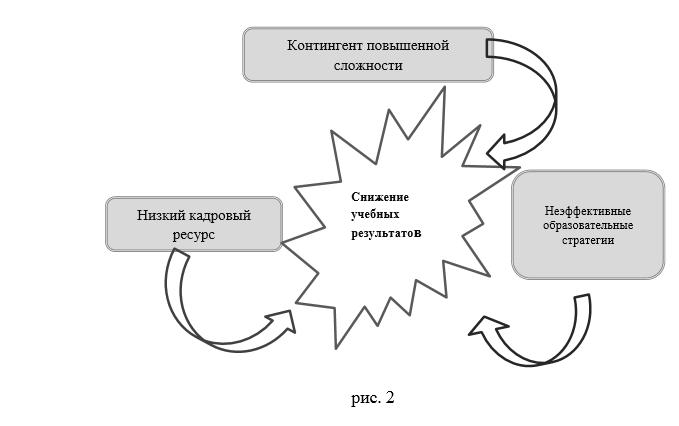 Контингент повышенной
сложности
Снижение
учебных
результатов
Низкий кадровый
ресурс
Неэффективные
образовательные
стратегии
рис. 2